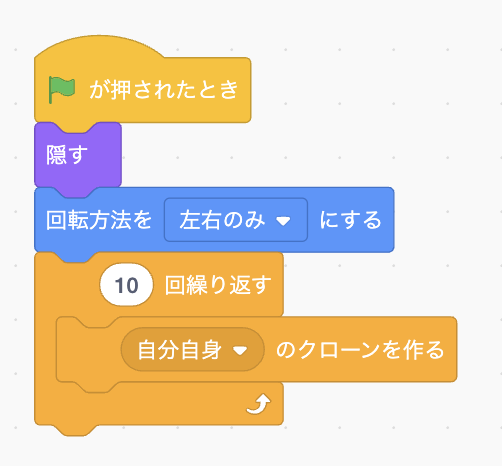 が押されたとき
隠す
回転方法を 左右のみ にする
10 回繰り返す
自分自身 のクローンを作る